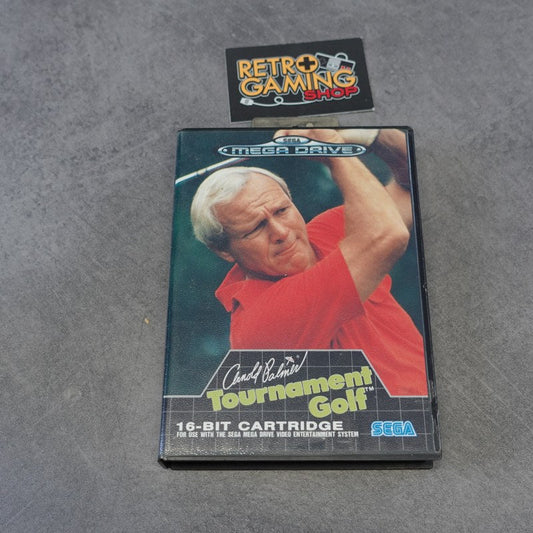 RETRO
GAMING
SHOP
SEGA
MEGA DRIVE
Arnold Palmer
Tournament
Golf™
16-BIT CARTRIDGE
FOR USE WITH THE SEGA MEGA DRIVE VIDEO ENTERTAINMENT SYSTEM
SEGA